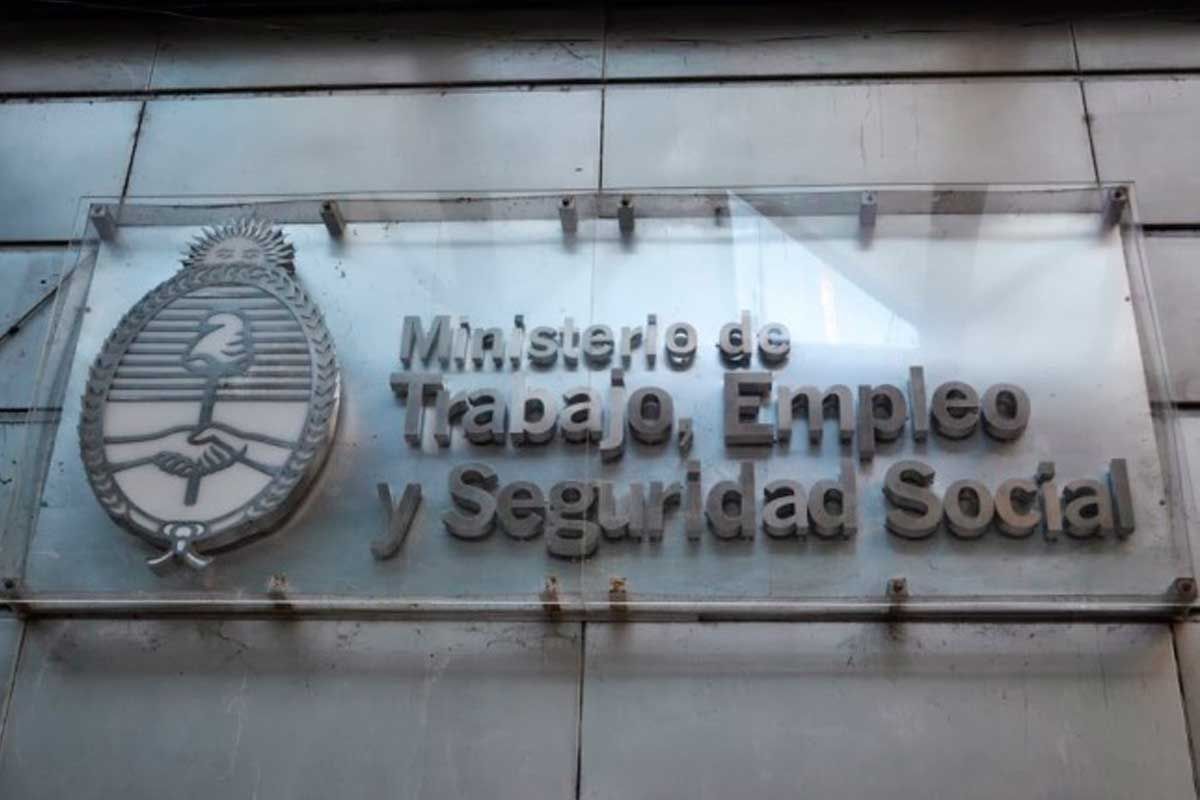 Ministerio de
Trabajo, Empleo
y Seguridad Social